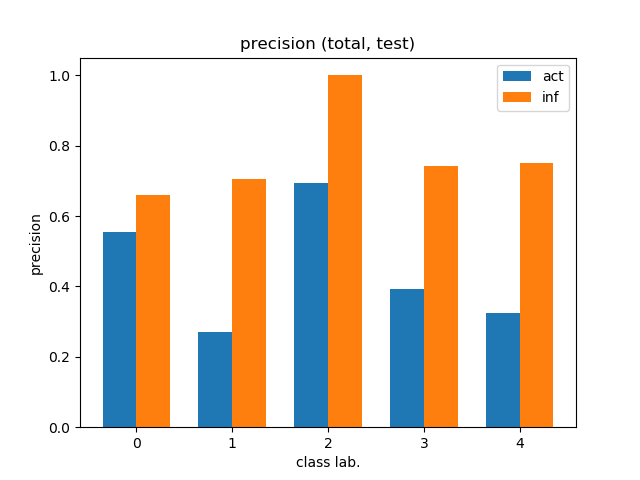 precision (total, test)
act
inf
precision
1.0
0.8
0.6
0.4
0.2
0.0
0 1 2 3 4
class lab.